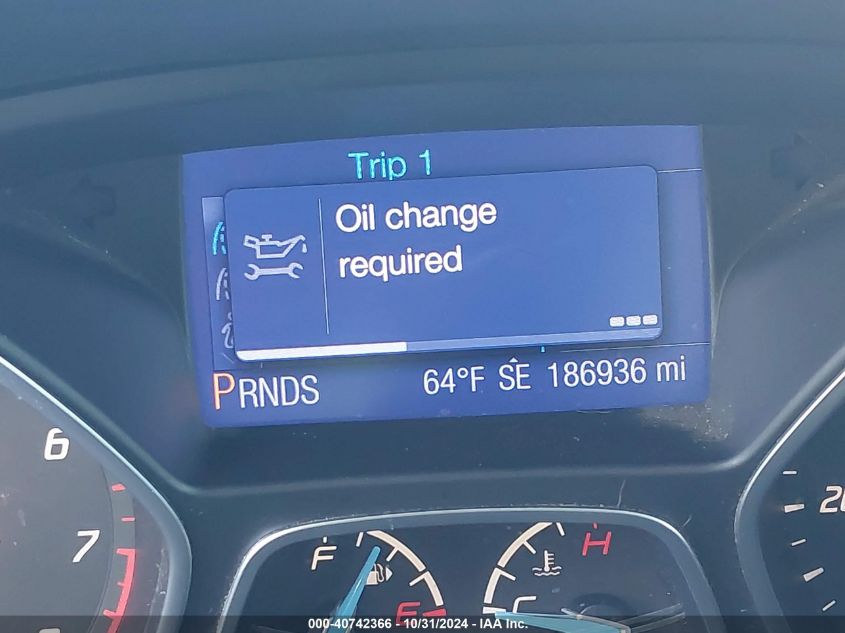 Trip 1
Oil change
required
PRNDS
64°F SE 186936 mi
6
7
F
E
C
H
000-40742366 - 10/31/2024 - IAA Inc.